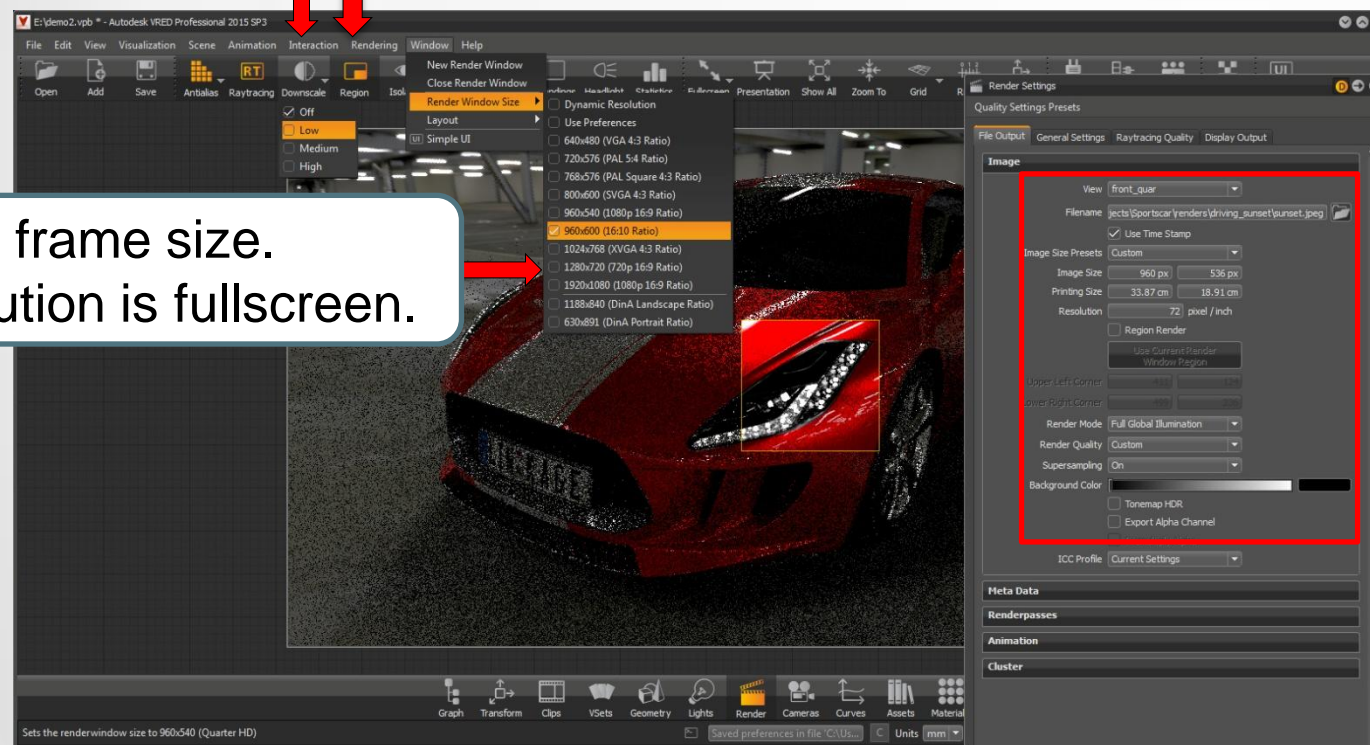 E:\demo2.vpb * - Autodesk VRED Professional 2015 SP3
File Edit View Visualization Scene Animation Interaction Rendering Window Help
Open Add Save Antialias Raytracing Downscale Region Headlight Statistics Fullscreen Presentation Show All Zoom To Grid
RT
UI
New Render Window
Close Render Window
Render Window Size
Layout
UI Simple UI
Off
Low
Medium
High
Dynamic Resolution
Use Preferences
640x480 (VGA 4:3 Ratio)
720x576 (PAL 5:4 Ratio)
768x576 (PAL Square 4:3 Ratio)
800x600 (SVGA 4:3 Ratio)
960x540 (1080p 16:9 Ratio)
960x600 (16:10 Ratio)
1024x768 (XVGA 4:3 Ratio)
1280x720 (720p 16:9 Ratio)
1920x1080 (1080p 16:9 Ratio)
1188x840 (DinA Landscape Ratio)
630x891 (DinA Portrait Ratio)
frame size.
ution is fullscreen.
Render Settings
D
Quality Settings Presets
File Output General Settings Raytracing Quality Display Output
Image
View front_quar
Filename jects\Sportscar\renders\driving_sunset\sunset.jpeg
Use Time Stamp
Image Size Presets Custom
Image Size 960 px 536 px
Printing Size 33.87 cm 18.91 cm
Resolution 72 pixel / inch
Region Render
Use Current Render
Window Region
Upper Left Corner
Lower Right Corner
Render Mode Full Global Illumination
Render Quality Custom
Supersampling On
Background Color
Tonemap HDR
Export Alpha Channel
ICC Profile Current Settings
Meta Data
Renderpasses
Animation
Cluster
Graph Transform Clips VSets Geometry Lights Render Cameras Curves Assets Material
Sets the renderwindow size to 960x540 (Quarter HD)
Saved preferences in file 'C:\Us... C Units mm